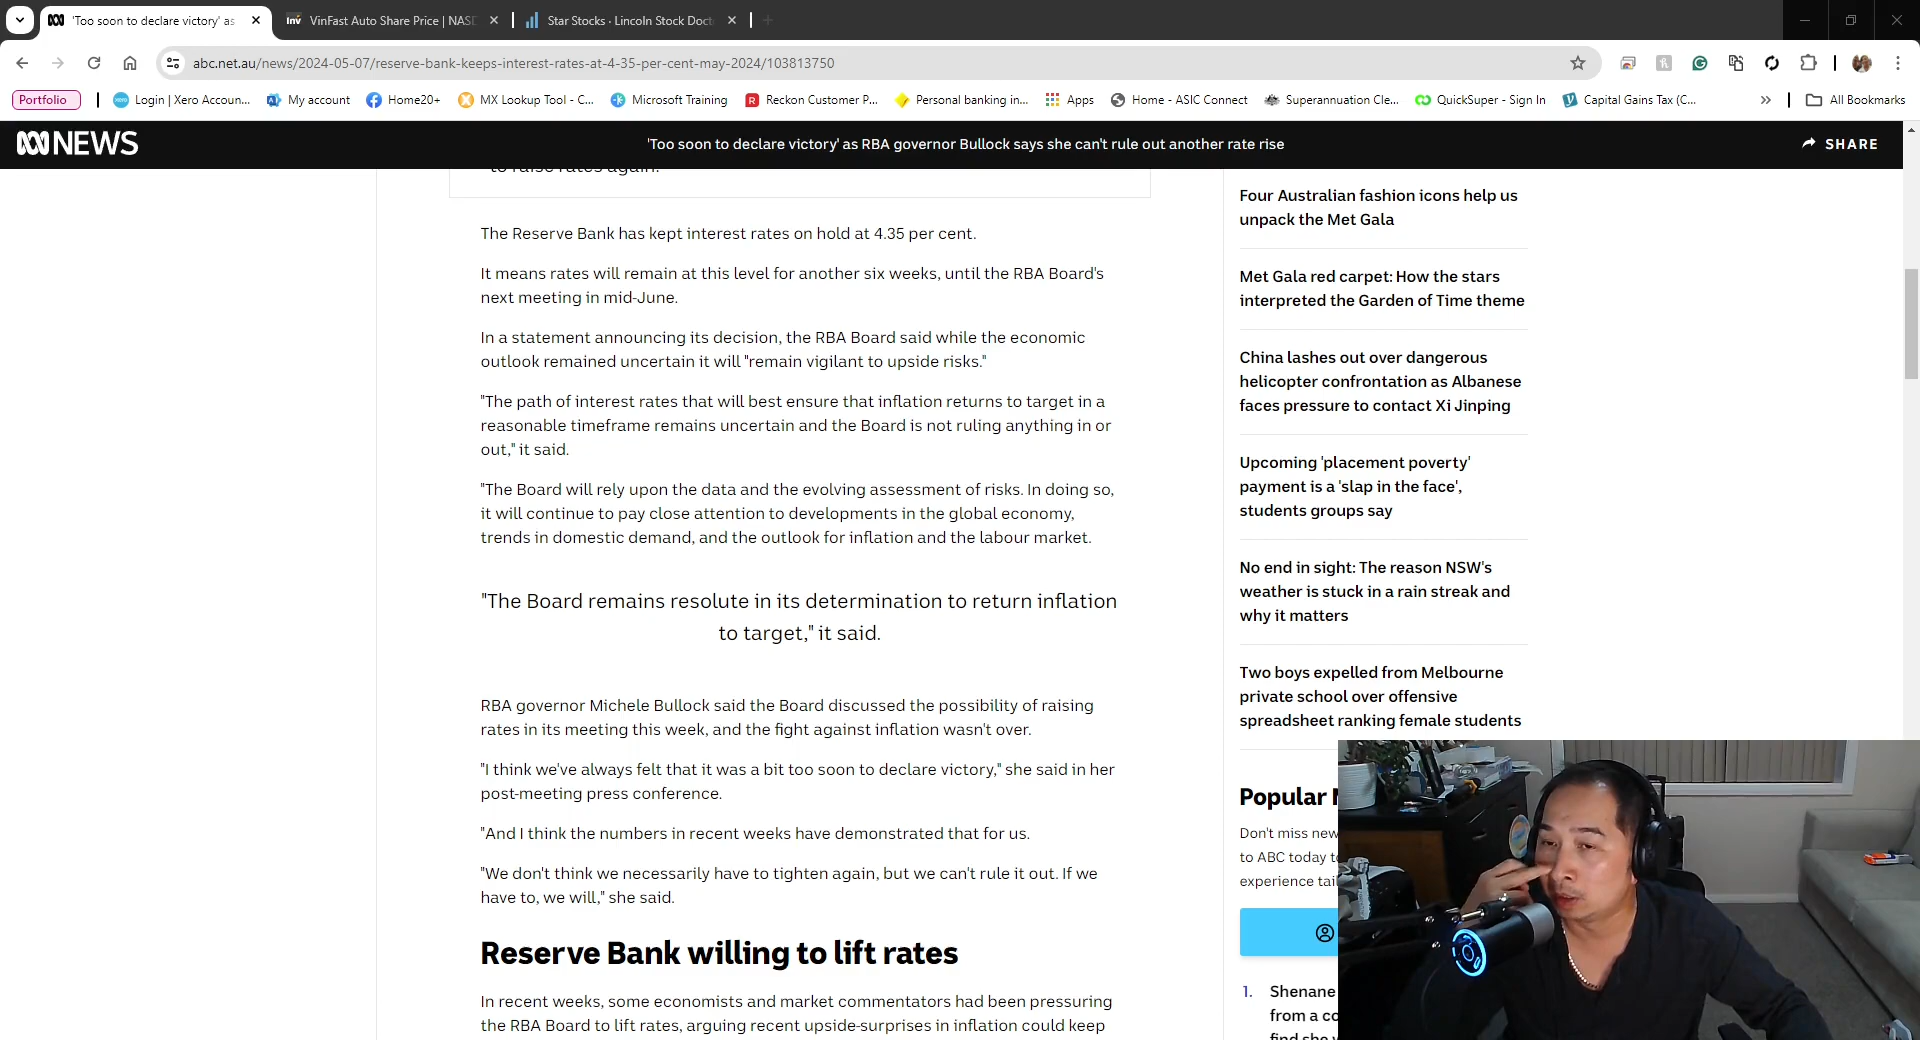 'Too soon to declare victory' as
Inv VinFast Auto Share Price | NASD
Star Stocks · Lincoln Stock Doct
abc.net.au/news/2024-05-07/reserve-bank-keeps-interest-rates-at-4-35-per-cent-may-2024/103813750
Portfolio
Login | Xero Accoun...
My account
Home20+
MX Lookup Tool - C...
Microsoft Training
Reckon Customer P...
Personal banking in...
Apps
Home - ASIC Connect
Superannuation Cle...
QuickSuper - Sign In
Capital Gains Tax (C...
All Bookmarks
NEWS
'Too soon to declare victory' as RBA governor Bullock says she can't rule out another rate rise
SHARE
to raise rates again.
The Reserve Bank has kept interest rates on hold at 4.35 per cent.
It means rates will remain at this level for another six weeks, until the RBA Board's
next meeting in mid-June.
In a statement announcing its decision, the RBA Board said while the economic
outlook remained uncertain it will "remain vigilant to upside risks."
"The path of interest rates that will best ensure that inflation returns to target in a
reasonable timeframe remains uncertain and the Board is not ruling anything in or
out," it said.
"The Board will rely upon the data and the evolving assessment of risks. In doing so,
it will continue to pay close attention to developments in the global economy,
trends in domestic demand, and the outlook for inflation and the labour market.
"The Board remains resolute in its determination to return inflation
to target," it said.
RBA governor Michele Bullock said the Board discussed the possibility of raising
rates in its meeting this week, and the fight against inflation wasn't over.
"I think we've always felt that it was a bit too soon to declare victory," she said in her
post-meeting press conference.
"And I think the numbers in recent weeks have demonstrated that for us.
"We don't think we necessarily have to tighten again, but we can't rule it out. If we
have to, we will," she said.
Reserve Bank willing to lift rates
In recent weeks, some economists and market commentators had been pressuring
the RBA Board to lift rates, arguing recent upside-surprises in inflation could keep
Four Australian fashion icons help us
unpack the Met Gala
Met Gala red carpet: How the stars
interpreted the Garden of Time theme
China lashes out over dangerous
helicopter confrontation as Albanese
faces pressure to contact Xi Jinping
Upcoming 'placement poverty'
payment is a 'slap in the face',
students groups say
No end in sight: The reason NSW's
weather is stuck in a rain streak and
why it matters
Two boys expelled from Melbourne
private school over offensive
spreadsheet ranking female students
Popular
Don't miss new
to ABC today to
experience tai
1. Shenane
from a co
find she